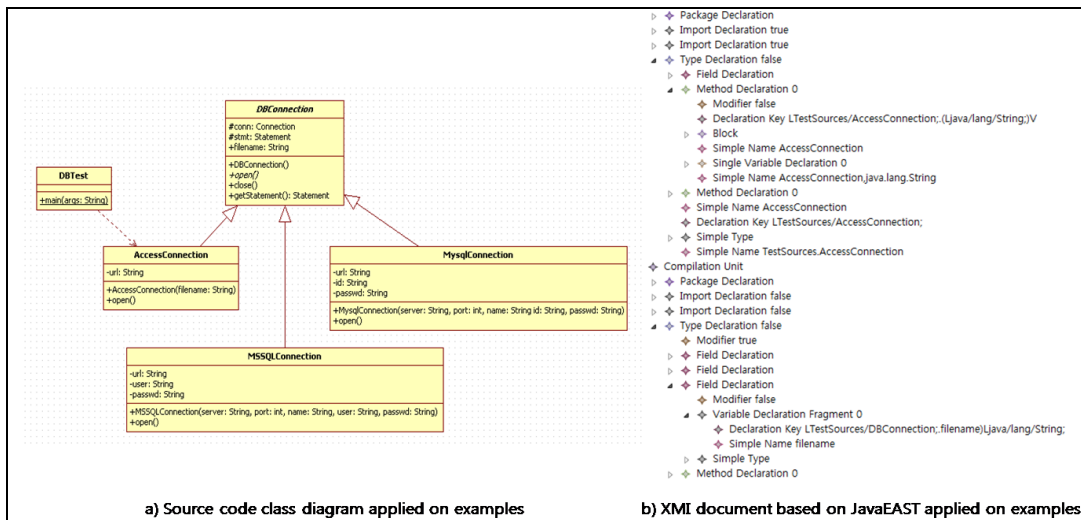 DBConnection
#conn: Connection
#stmt: Statement
+filename: String
+DBConnection()
+open()
+close()
+getStatement(): Statement
DBTest
+main(args: String)
AccessConnection
-url: String
+AccessConnection(filename: String)
+open()
MysqlConnection
-url: String
-id: String
-passwd: String
+MysqlConnection(server: String, port: int, name: String id: String, passwd: String)
+open()
MSSQLConnection
-url: String
-user: String
-passwd: String
+MSSQLConnection(server: String, port: int, name: String, user: String, passwd: String)
+open()
a) Source code class diagram applied on examples
Package Declaration
Import Declaration true
Import Declaration true
Type Declaration false
Field Declaration
Method Declaration 0
Modifier false
Declaration Key LTestSources/AccessConnection;.(Ljava/lang/String;)V
Block
Simple Name AccessConnection
Single Variable Declaration 0
Simple Name AccessConnection,java.lang.String
Method Declaration 0
Simple Name AccessConnection
Declaration Key LTestSources/AccessConnection;
Simple Type
Simple Name TestSources.AccessConnection
Compilation Unit
Package Declaration
Import Declaration false
Import Declaration false
Type Declaration false
Modifier true
Field Declaration
Field Declaration
Field Declaration
Modifier false
Variable Declaration Fragment 0
Declaration Key LTestSources/DBConnection;.filename)Ljava/lang/String;
Simple Name filename
Simple Type
Method Declaration 0
b) XMI document based on JavaEAST applied on examples